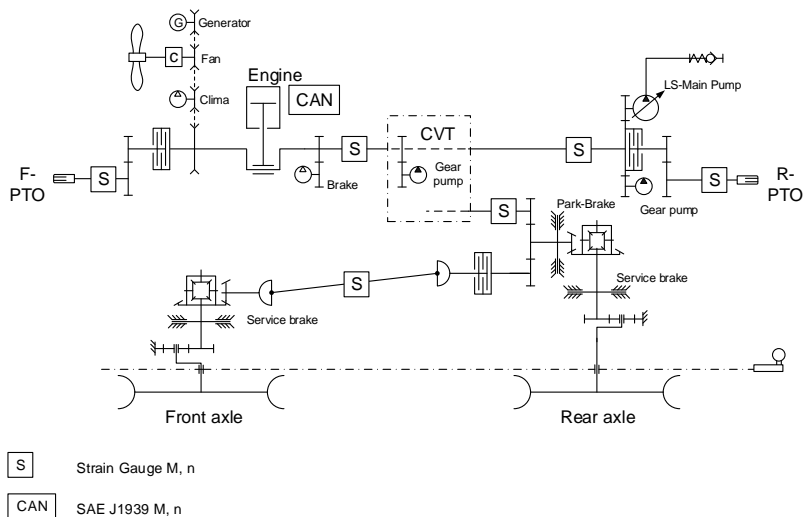 G Generator
C Fan
Engine
CAN
LS-Main Pump
Clima
CVT
S
S
F-
PTO
S
Brake
Gear
pump
S
R-
PTO
Gear pump
S
Park-Brake
S
Service brake
Service brake
Front axle
Rear axle
S Strain Gauge M, n
CAN SAE J1939 M, n